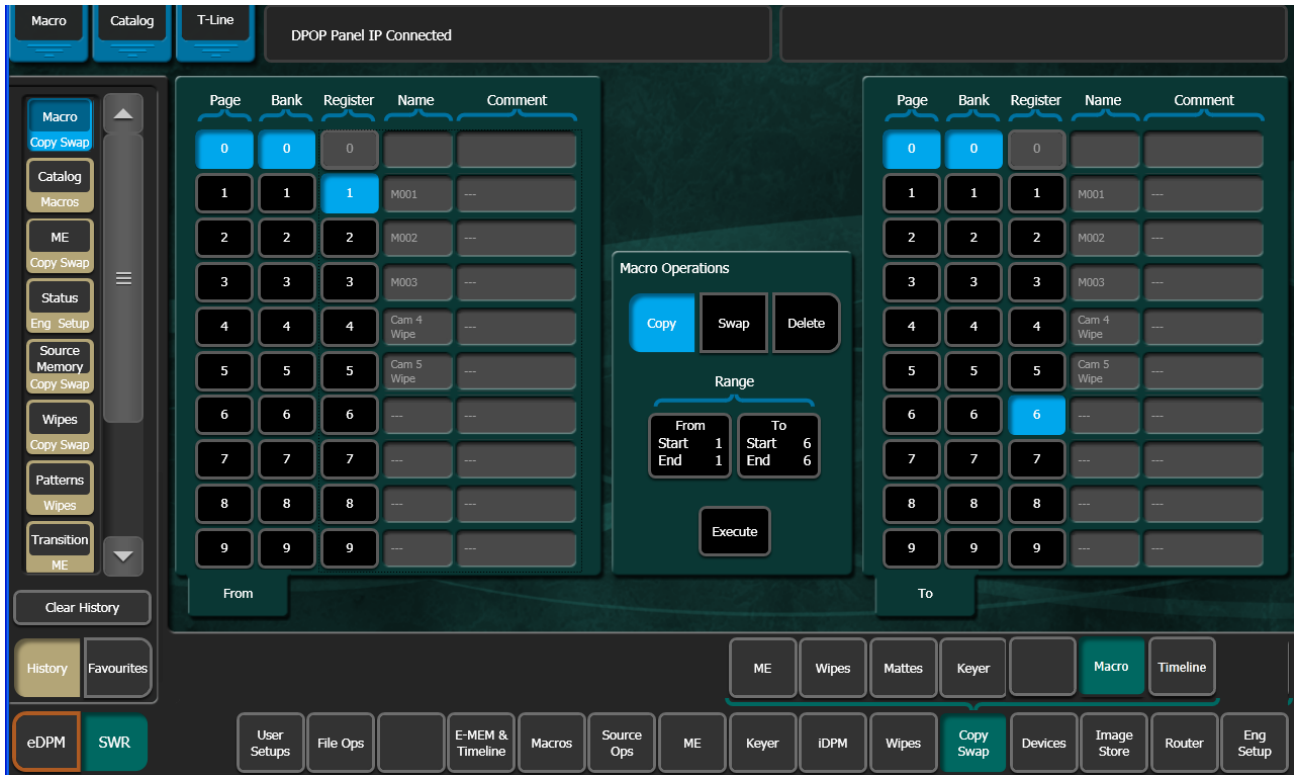 Macro Catalog T-Line
DPOP Panel IP Connected
Macro
Copy Swap
Catalog
Macros
ME
Copy Swap
Status
Eng Setup
Source
Memory
Copy Swap
Wipes
Copy Swap
Patterns
Wipes
Transition
ME
Clear History
History Favourites
eDPM SWR
Page Bank Register Name Comment
0 0 0
1 1 1 M001 ---
2 2 2 M002 ---
3 3 3 M003 ---
4 4 4 Cam 4
Wipe ---
5 5 5 Cam 5
Wipe ---
6 6 6 --- ---
7 7 7 --- ---
8 8 8 --- ---
9 9 9 --- ---
From
Macro Operations
Copy Swap Delete
Range
From
Start 1
End 1
To
Start 6
End 6
Execute
Page Bank Register Name Comment
0 0 0
1 1 1 M001 ---
2 2 2 M002 ---
3 3 3 M003 ---
4 4 4 Cam 4
Wipe ---
5 5 5 Cam 5
Wipe ---
6 6 6 --- ---
7 7 7 --- ---
8 8 8 --- ---
9 9 9 --- ---
To
ME Wipes Mattes Keyer Macro Timeline
User
Setups
File Ops
E-MEM &
Timeline
Macros
Source
Ops
ME
Keyer
iDPM
Wipes
Copy
Swap
Devices
Image
Store
Router
Eng
Setup